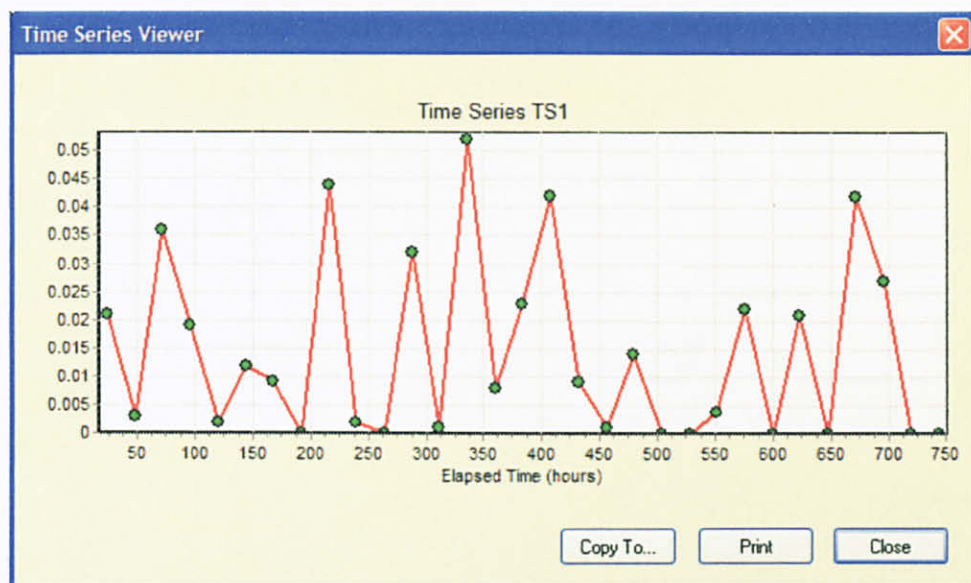 Time Series Viewer
Time Series TS1
0.05
0.045
0.04
0.035
0.03
0.025
0.02
0.015
0.01
0.005
0
50 100 150 200 250 300 350 400 450 500 550 600 650 700 750
Elapsed Time (hours)
Copy To... Print Close